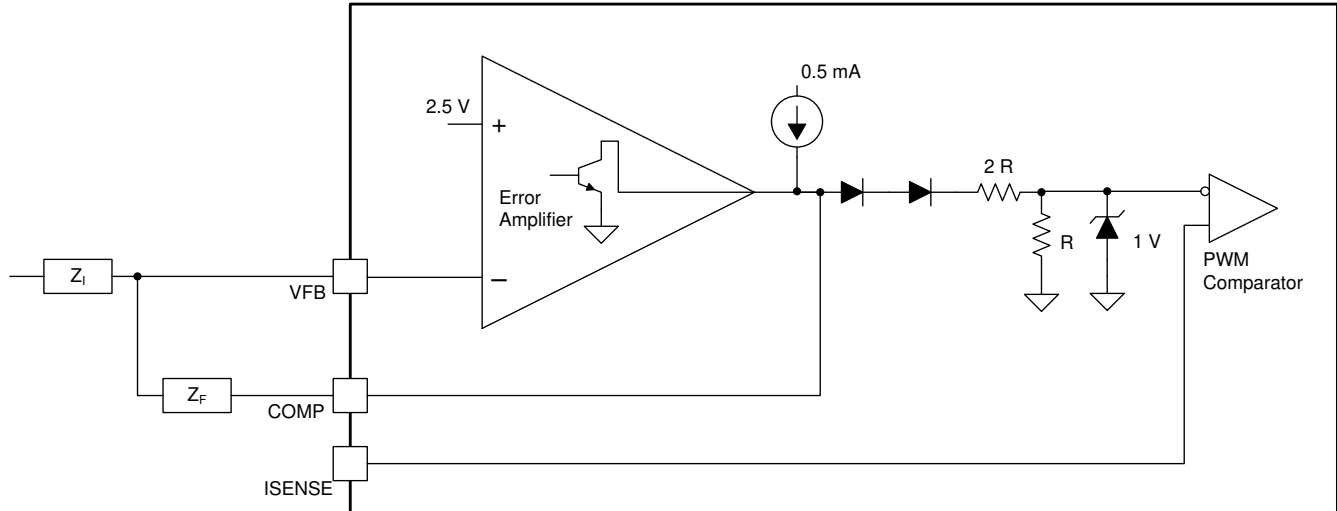 0.5 mA
2.5 V
+
2 R
Error
Amplifier
R
1 V
PWM
Comparator
Z_I
VFB
−
Z_F
COMP
ISENSE